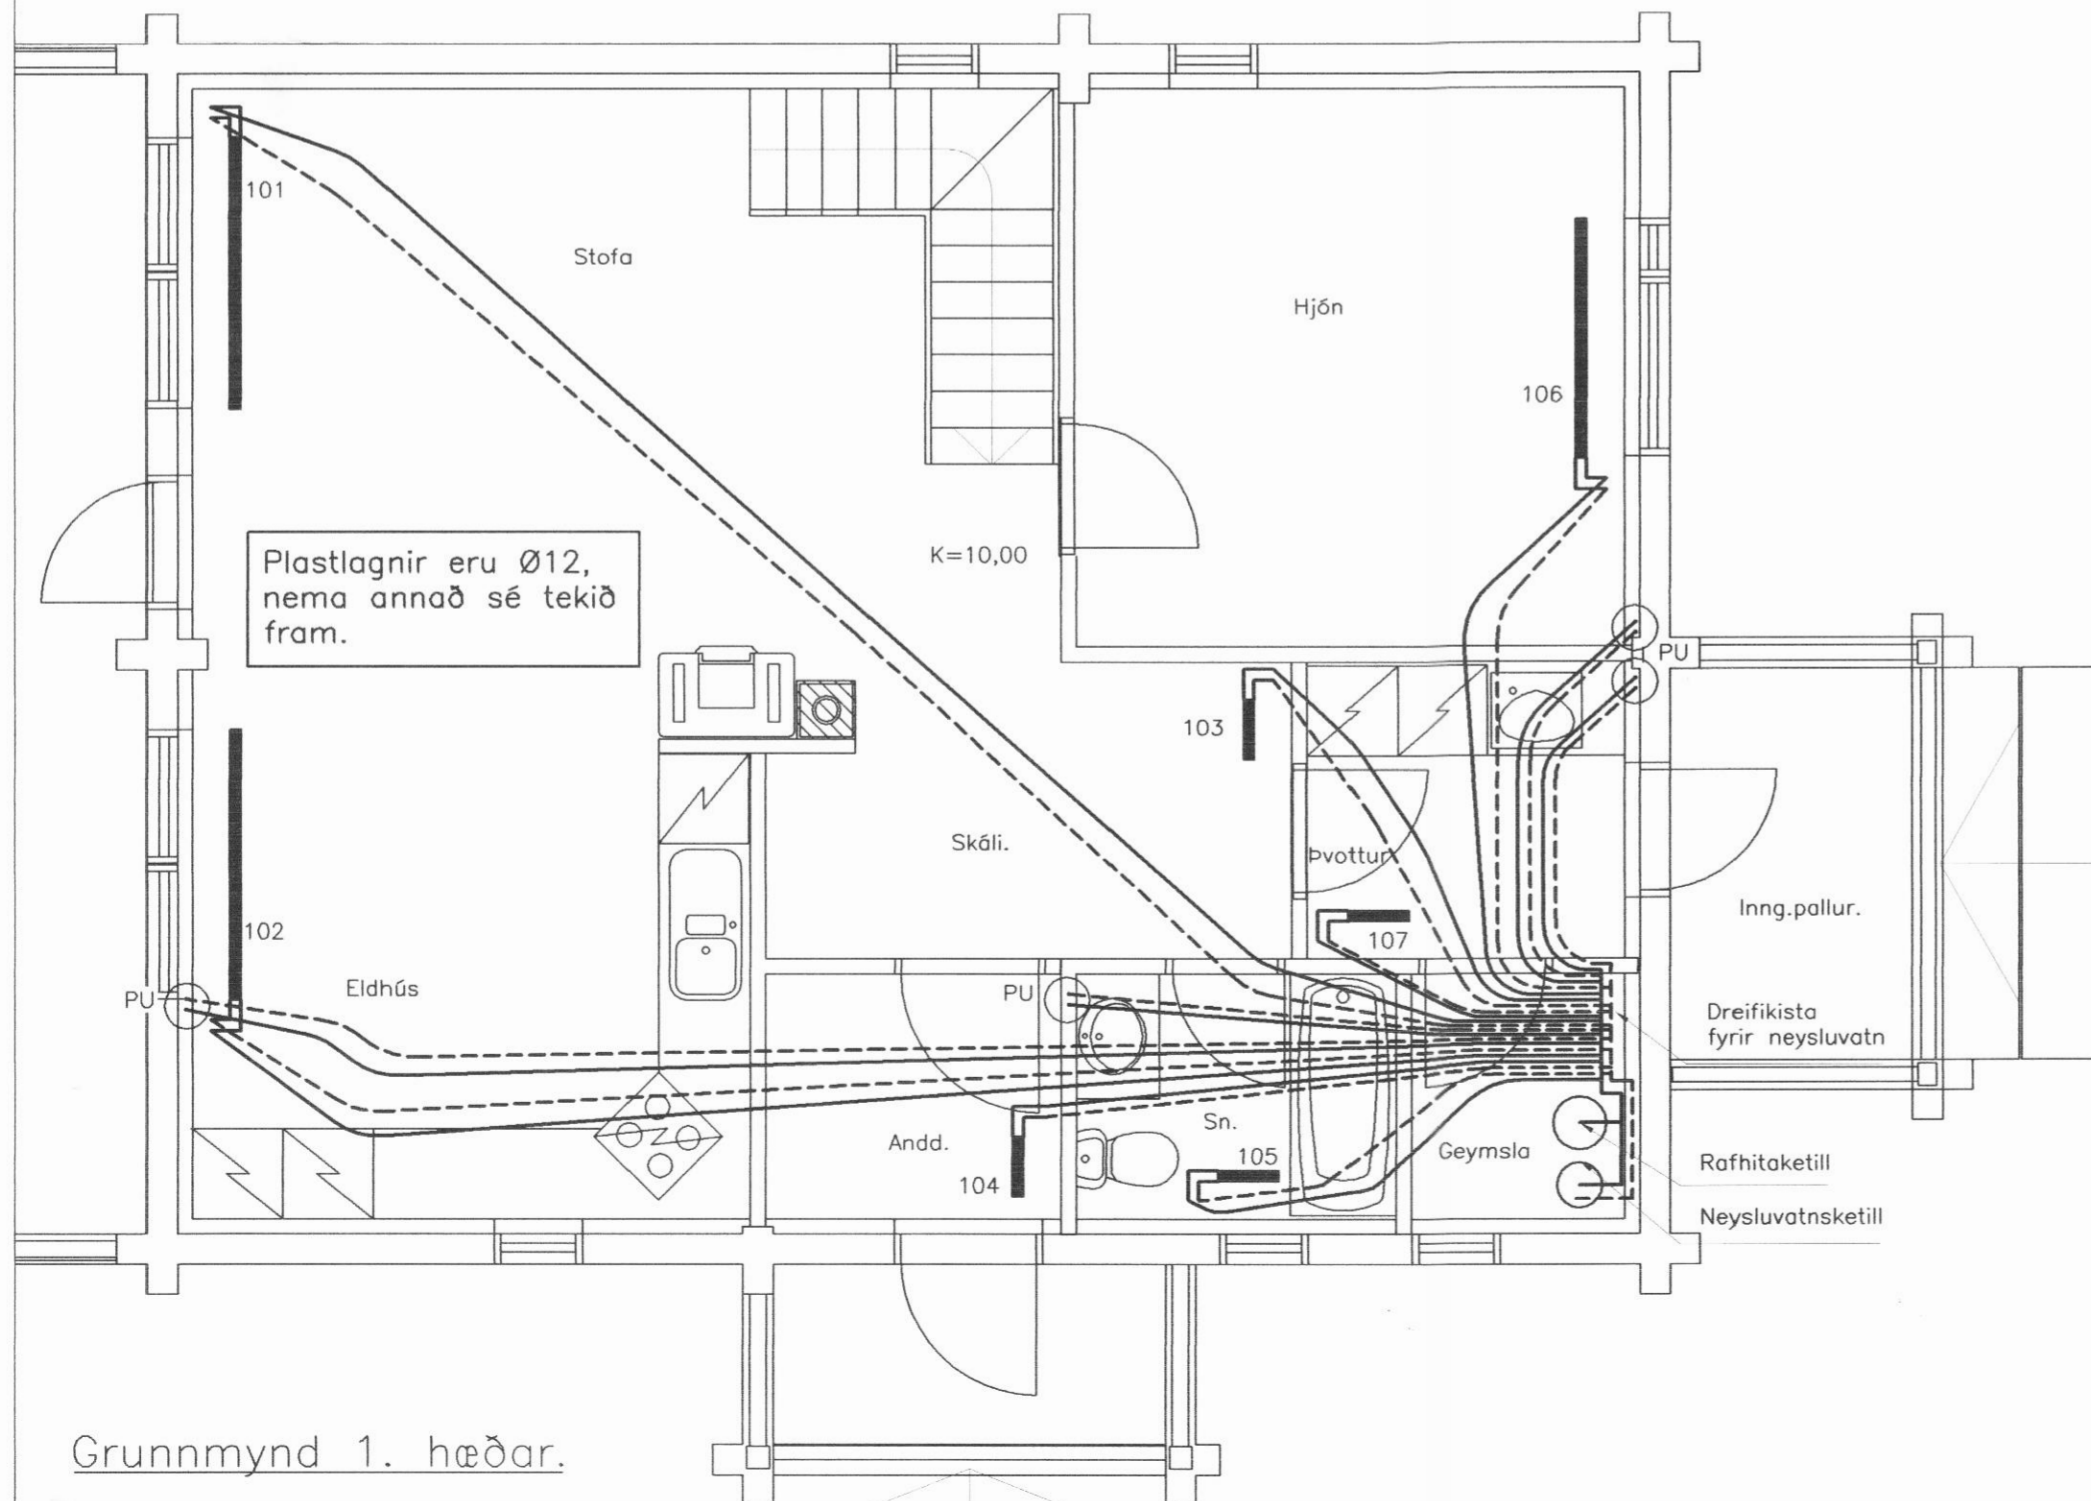 101
Stofa
Hjón
106
Plastlagnir eru Ø12,
nema annað sé tekið
fram.
K=10,00
PU
103
Skáli.
Þvottur
Inng.pallur.
102
107
Eldhús
PU
PU
Dreifikista
fyrir neysluvatn
Sn.
Andd.
105
Geymsla
104
Rafhitaketill
Neysluvatnsketill
Grunnmynd 1. hæðar.